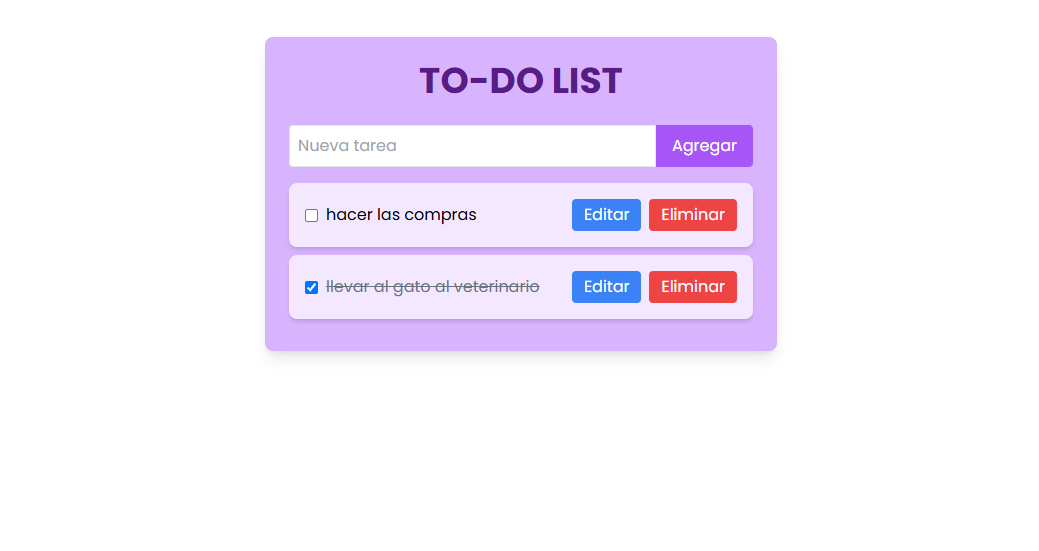 TO-DO LIST
Nueva tarea Agregar
hacer las compras Editar Eliminar
llevar al gato al veterinario Editar Eliminar